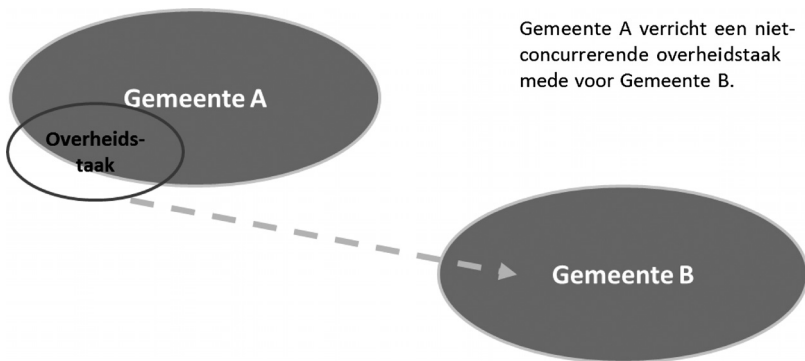 Gemeente A verricht een niet-
concurrerende overheidstaak
mede voor Gemeente B.
Gemeente A
Overheids-
taak
Gemeente B